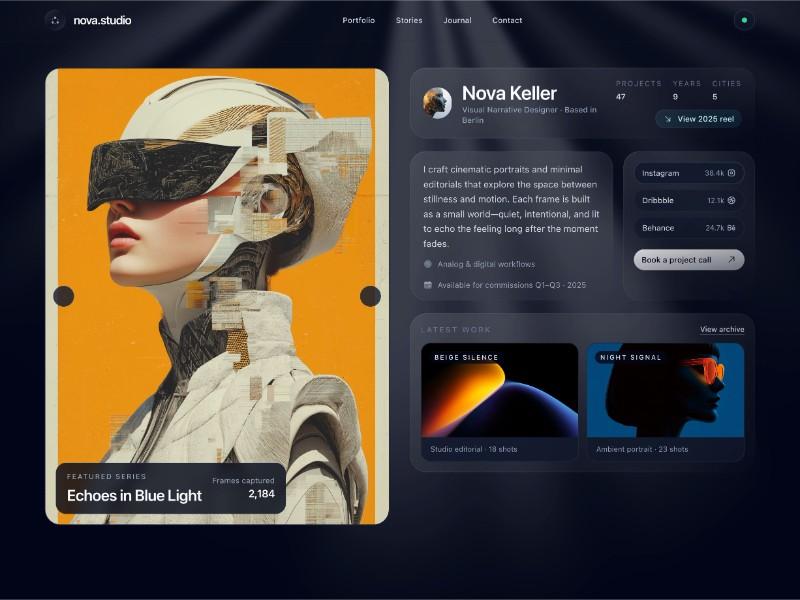 nova.studio
Portfolio
Stories
Journal
Contact
Nova Keller
Visual Narrative Designer · Based in
Berlin
PROJECTS
YEARS
CITIES
47
9
5
View 2025 reel
I craft cinematic portraits and minimal
editorials that explore the space between
stillness and motion. Each frame is built
as a small world—quiet, intentional, and lit
to echo the feeling long after the moment
fades.
Analog & digital workflows
Available for commissions Q1–Q3 · 2025
Instagram 38.4k
Dribbble 12.1k
Behance 24.7k Bē
Book a project call
LATEST WORK
View archive
BEIGE SILENCE
Studio editorial · 18 shots
NIGHT SIGNAL
Ambient portrait · 23 shots
FEATURED SERIES
Echoes in Blue Light
Frames captured
2,184